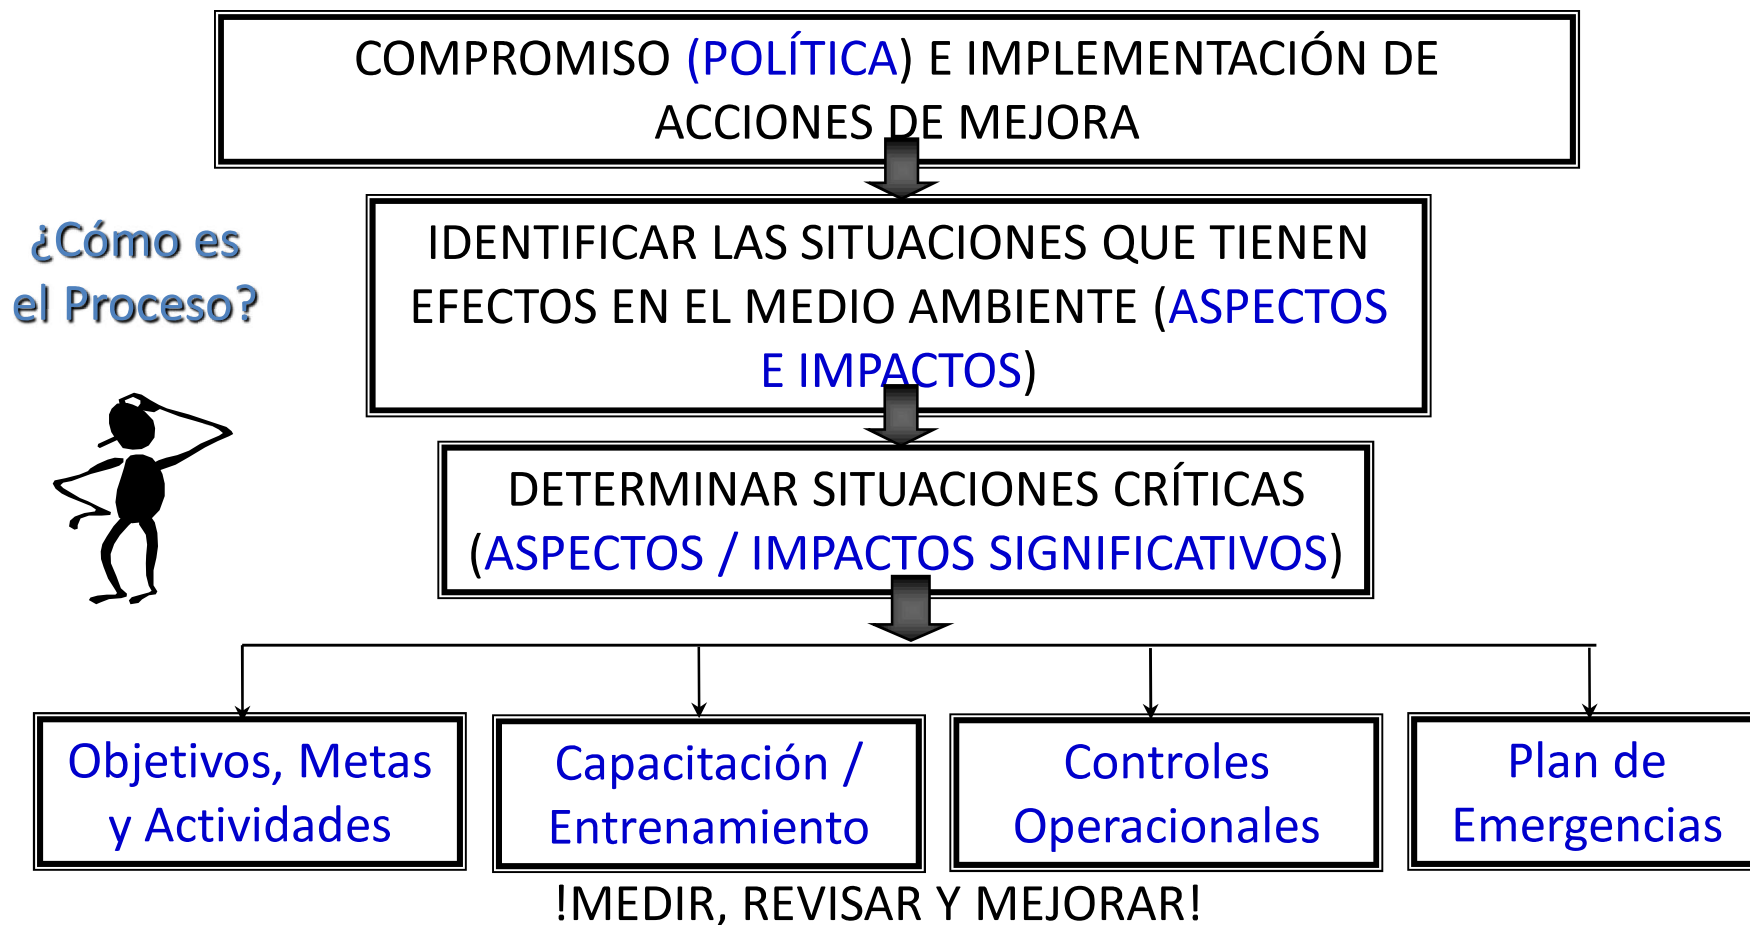 COMPROMISO (POLÍTICA) E IMPLEMENTACIÓN DE
ACCIONES DE MEJORA
¿Cómo es
el Proceso?
IDENTIFICAR LAS SITUACIONES QUE TIENEN
EFECTOS EN EL MEDIO AMBIENTE (ASPECTOS
E IMPACTOS)
DETERMINAR SITUACIONES CRÍTICAS
(ASPECTOS / IMPACTOS SIGNIFICATIVOS)
Objetivos, Metas
y Actividades
Capacitación /
Entrenamiento
Controles
Operacionales
Plan de
Emergencias
!MEDIR, REVISAR Y MEJORAR!